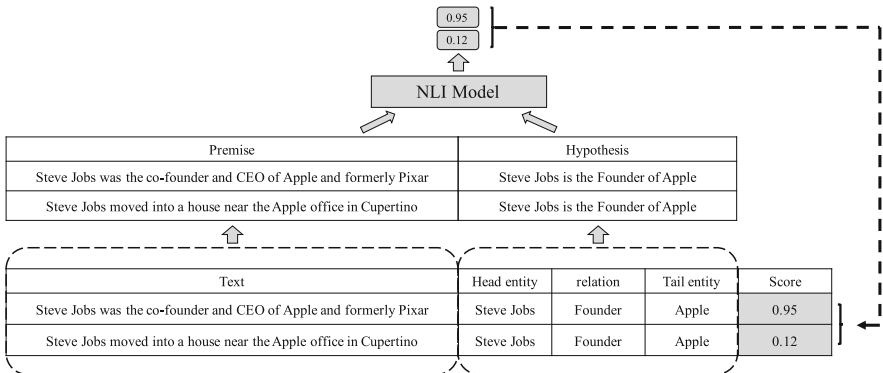 0.95
0.12
NLI Model
Premise Hypothesis
Steve Jobs was the co-founder and CEO of Apple and formerly Pixar Steve Jobs is the Founder of Apple
Steve Jobs moved into a house near the Apple office in Cupertino Steve Jobs is the Founder of Apple
Text Head entity relation Tail entity Score
Steve Jobs was the co-founder and CEO of Apple and formerly Pixar Steve Jobs Founder Apple 0.95
Steve Jobs moved into a house near the Apple office in Cupertino Steve Jobs Founder Apple 0.12